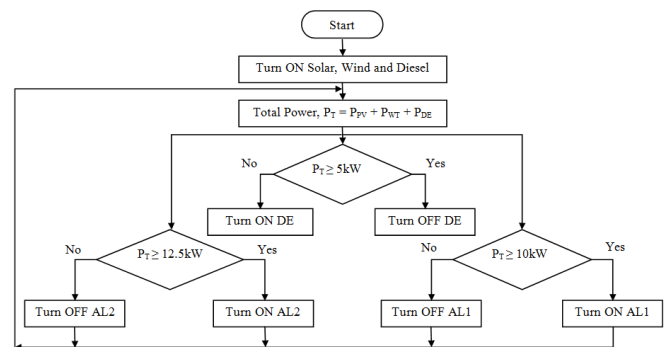 Start
Turn ON Solar, Wind and Diesel
Total Power, PT = PPV + PWT + PDE
No
PT ≥ 5kW
Yes
Turn ON DE
Turn OFF DE
No
PT ≥ 12.5kW
Yes
No
PT ≥ 10kW
Yes
Turn OFF AL2
Turn ON AL2
Turn OFF AL1
Turn ON AL1